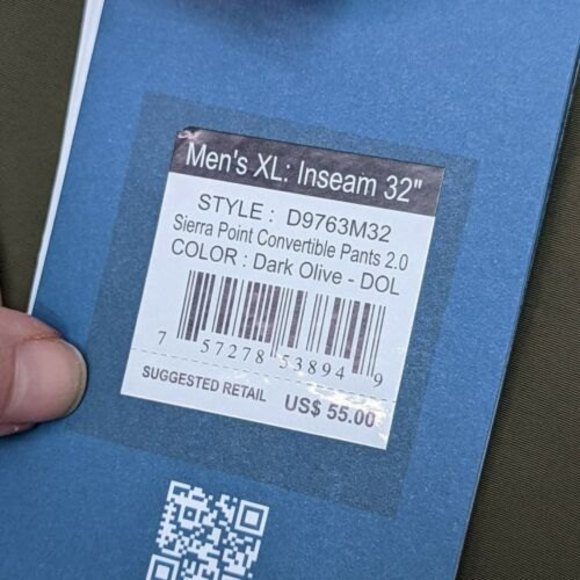 Men's XL: Inseam 32"
STYLE : D9763M32
Sierra Point Convertible Pants 2.0
COLOR : Dark Olive - DOL
7 57278 53894 9
SUGGESTED RETAIL US$ 55.00